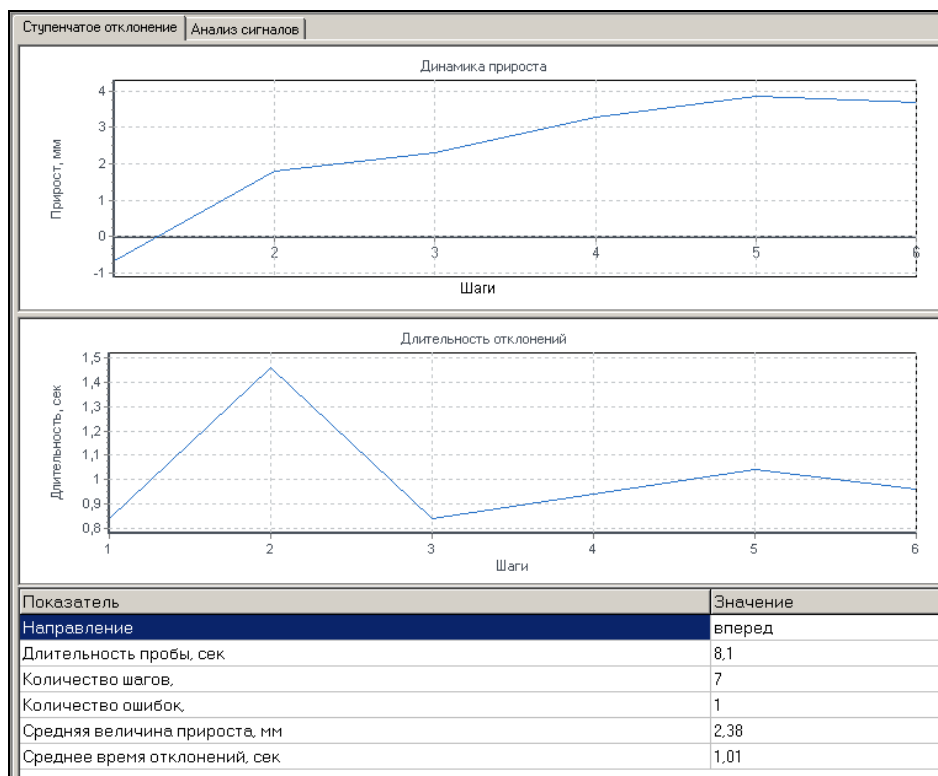 Ступенчатое отклонение Анализ сигналов
Динамика прироста
Прирост, мм
4
3
2
1
0
-1
2 3 4 5 6
Шаги
Длительность отклонений
Длительность, сек
1,5
1,4
1,3
1,2
1,1
1
0,9
0,8
1 2 3 4 5 6
Шаги
Показатель Значение
Направление вперед
Длительность пробы, сек 8,1
Количество шагов, 7
Количество ошибок, 1
Средняя величина прироста, мм 2,38
Среднее время отклонений, сек 1,01